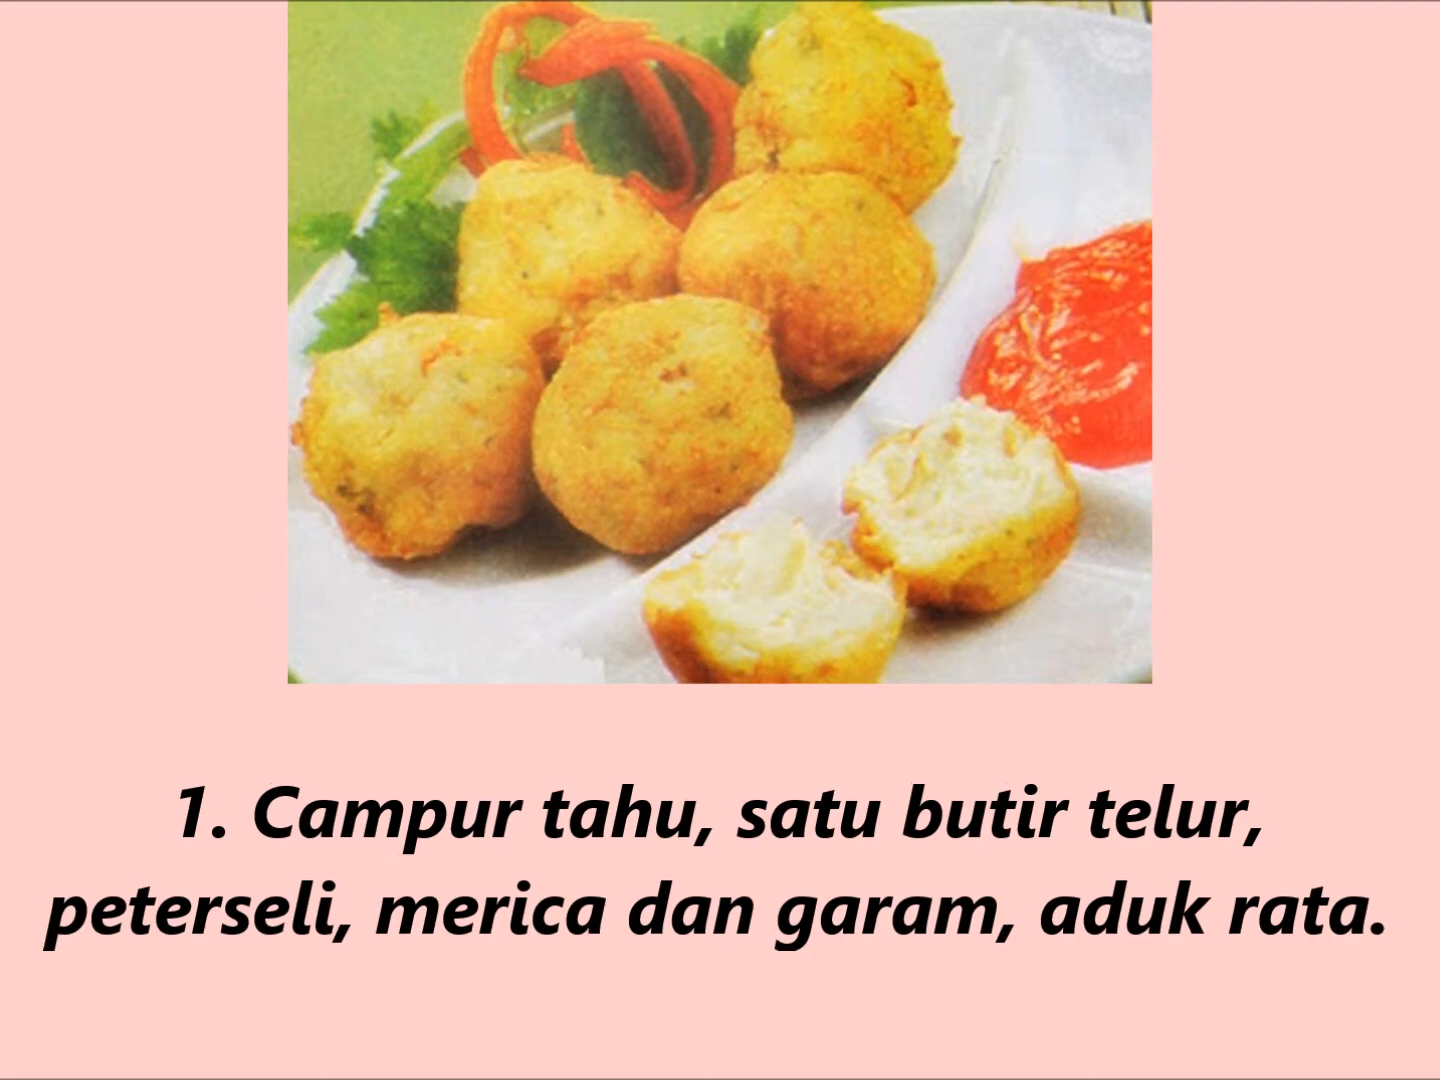 1. Campur tahu, satu butir telur,
peterseli, merica dan garam, aduk rata.